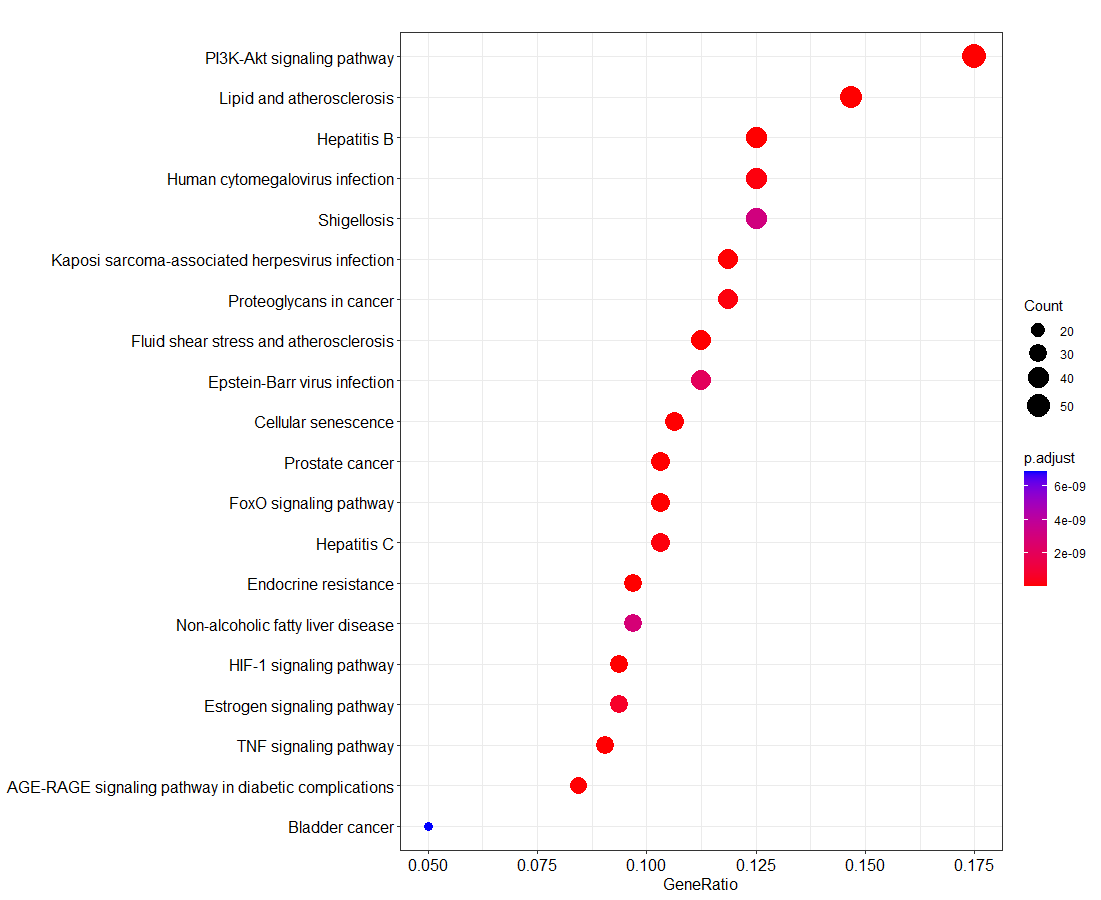 PI3K-Akt signaling pathway
Lipid and atherosclerosis
Hepatitis B
Human cytomegalovirus infection
Shigellosis
Kaposi sarcoma-associated herpesvirus infection
Proteoglycans in cancer
Fluid shear stress and atherosclerosis
Epstein-Barr virus infection
Cellular senescence
Prostate cancer
FoxO signaling pathway
Hepatitis C
Endocrine resistance
Non-alcoholic fatty liver disease
HIF-1 signaling pathway
Estrogen signaling pathway
TNF signaling pathway
AGE-RAGE signaling pathway in diabetic complications
Bladder cancer
0.050 0.075 0.100 0.125 0.150 0.175
GeneRatio
Count
20
30
40
50
p.adjust
6e-09
4e-09
2e-09